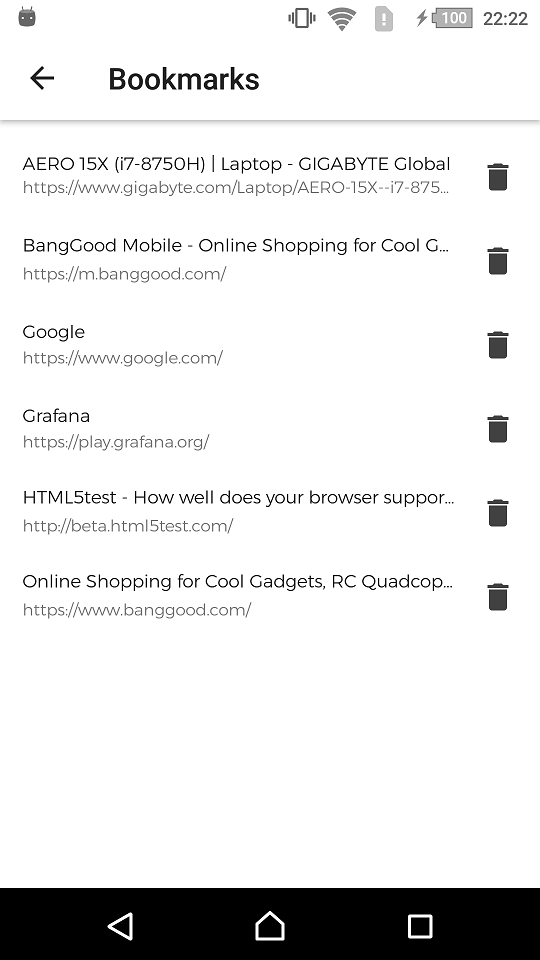 100 22:22
Bookmarks
AERO 15X (i7-8750H) | Laptop - GIGABYTE Global
https://www.gigabyte.com/Laptop/AERO-15X--i7-875...
BangGood Mobile - Online Shopping for Cool G...
https://m.banggood.com/
Google
https://www.google.com/
Grafana
https://play.grafana.org/
HTML5test - How well does your browser suppor...
http://beta.html5test.com/
Online Shopping for Cool Gadgets, RC Quadcop...
https://www.banggood.com/